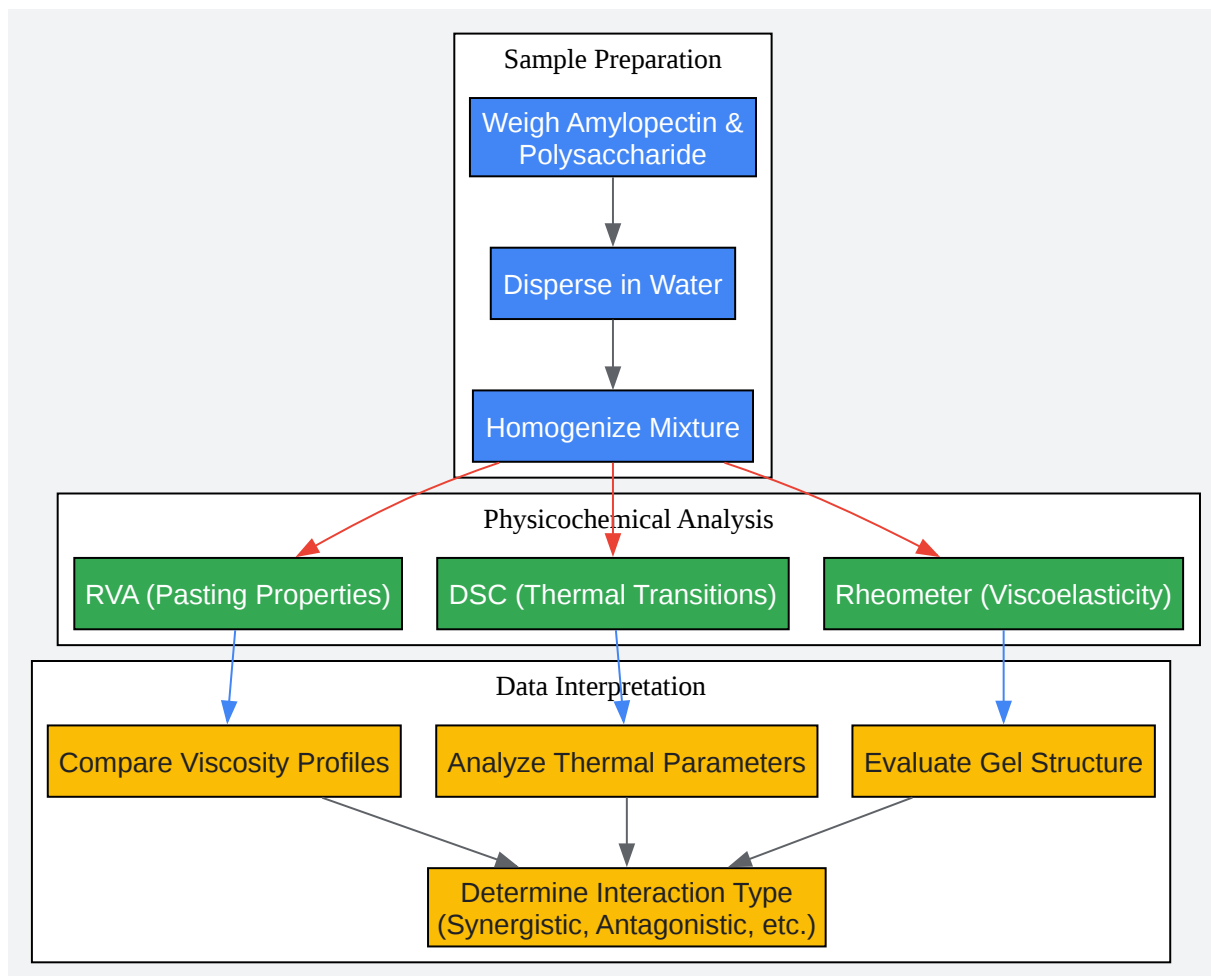 Sample Preparation
Weigh Amylopectin &
Polysaccharide
Disperse in Water
Homogenize Mixture
Physicochemical Analysis
RVA (Pasting Properties)
DSC (Thermal Transitions)
Rheometer (Viscoelasticity)
Data Interpretation
Compare Viscosity Profiles
Analyze Thermal Parameters
Evaluate Gel Structure
Determine Interaction Type
(Synergistic, Antagonistic, etc.)